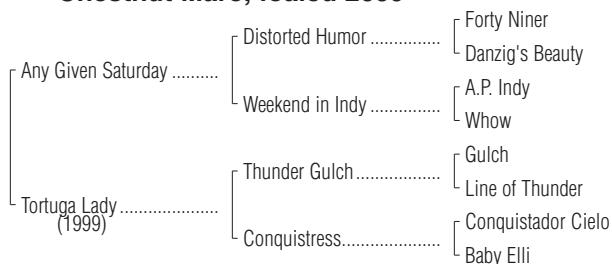 Forty Niner
Distorted Humor ...............
Danzig's Beauty
Any Given Saturday ..........
A.P. Indy
Weekend in Indy ...............
Whow
Gulch
Thunder Gulch..................
Line of Thunder
Tortuga Lady .....................
(1999)
Conquistador Cielo
Conquistress.....................
Baby Elli